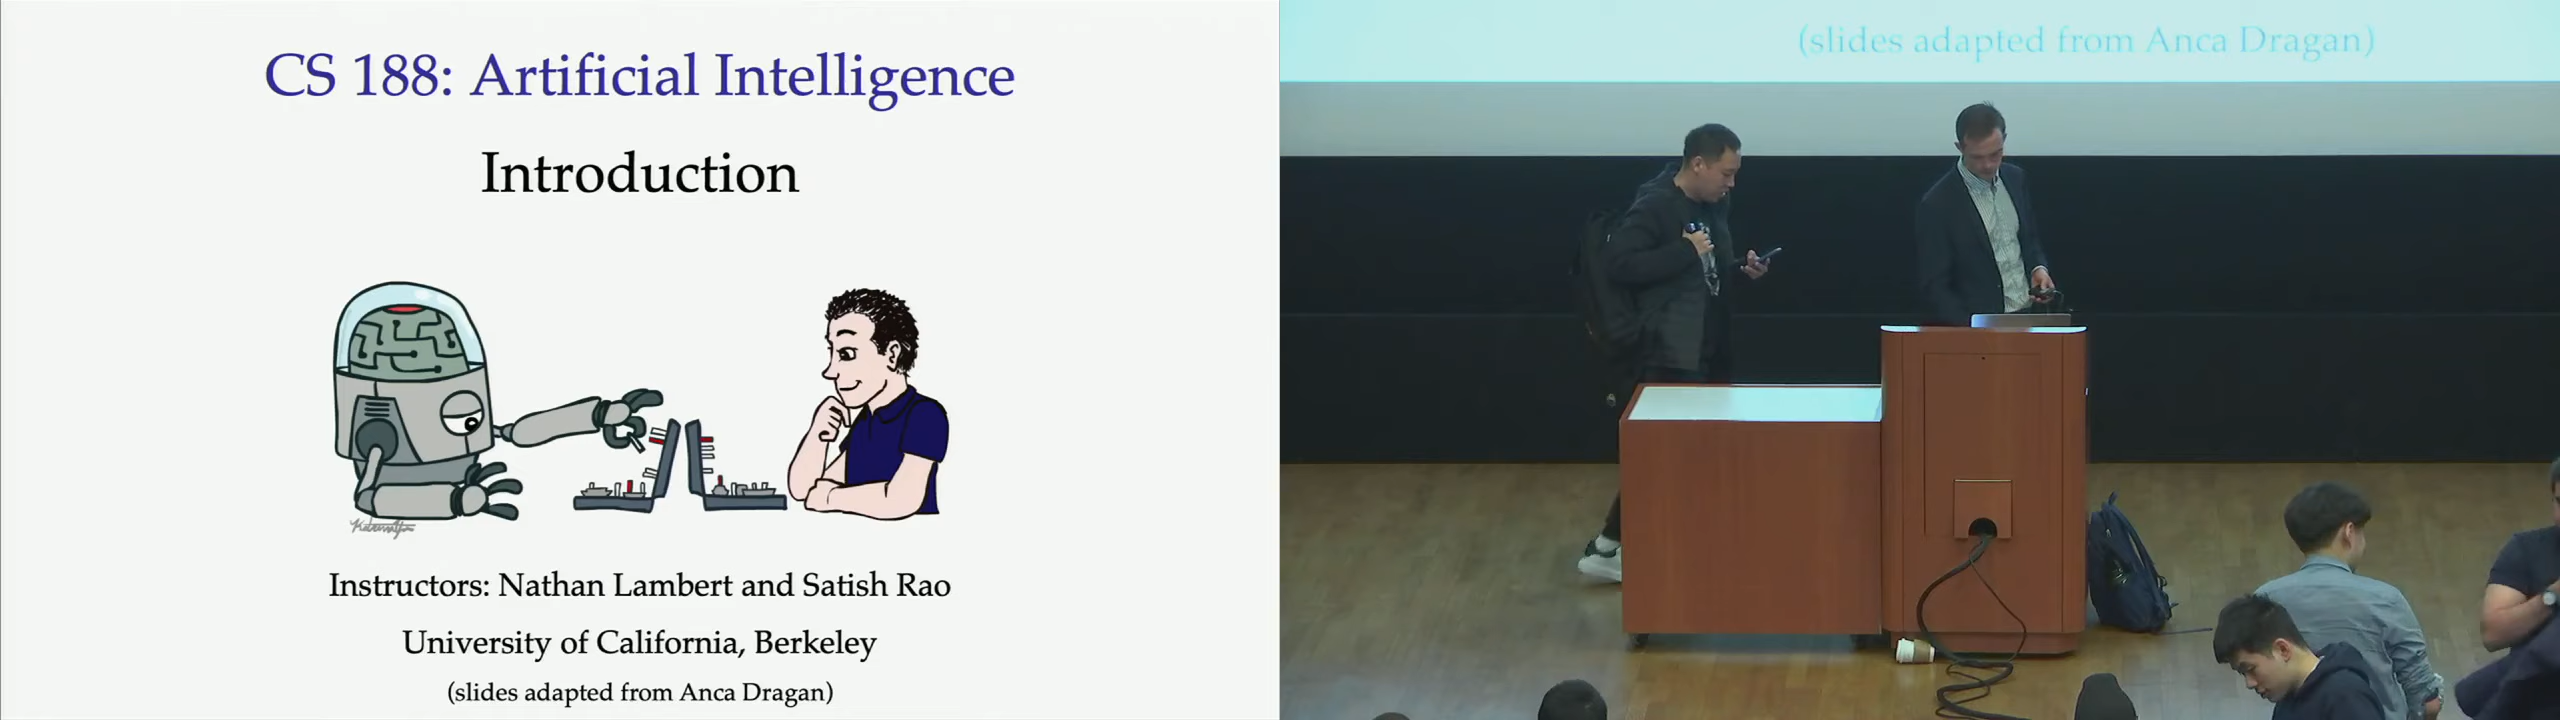 CS 188: Artificial Intelligence
Introduction
Instructors: Nathan Lambert and Satish Rao
University of California, Berkeley
(slides adapted from Anca Dragan)
(slides adapted from Anca Dragan)